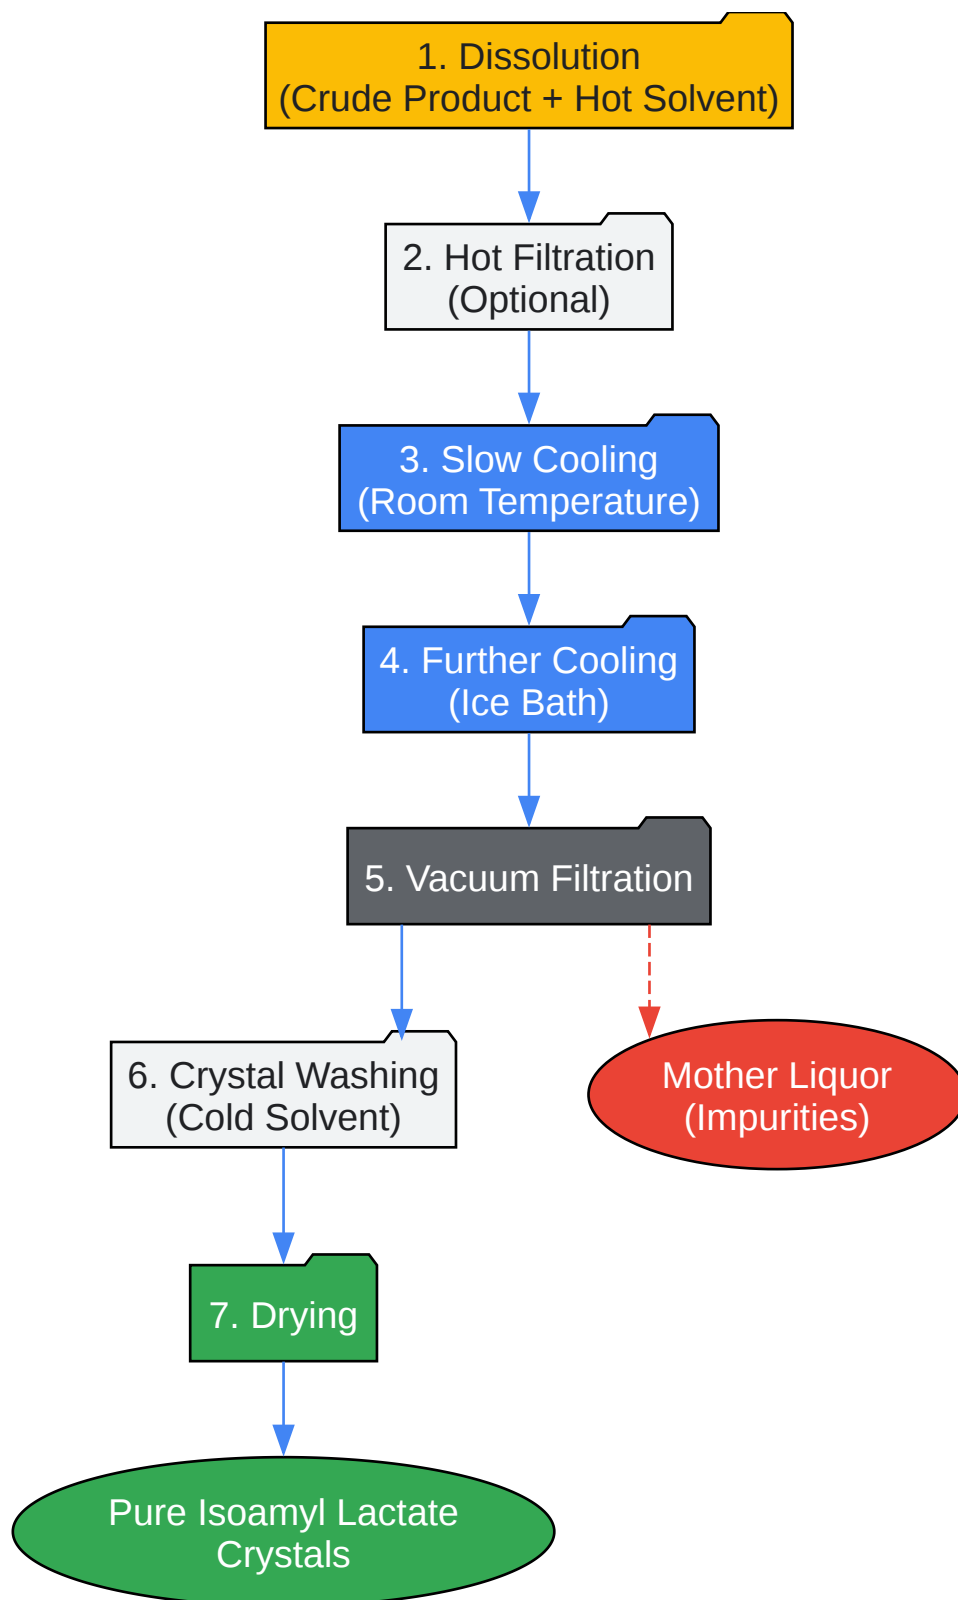 1. Dissolution
(Crude Product + Hot Solvent)
2. Hot Filtration
(Optional)
3. Slow Cooling
(Room Temperature)
4. Further Cooling
(Ice Bath)
5. Vacuum Filtration
6. Crystal Washing
(Cold Solvent)
Mother Liquor
(Impurities)
7. Drying
Pure Isoamyl Lactate
Crystals